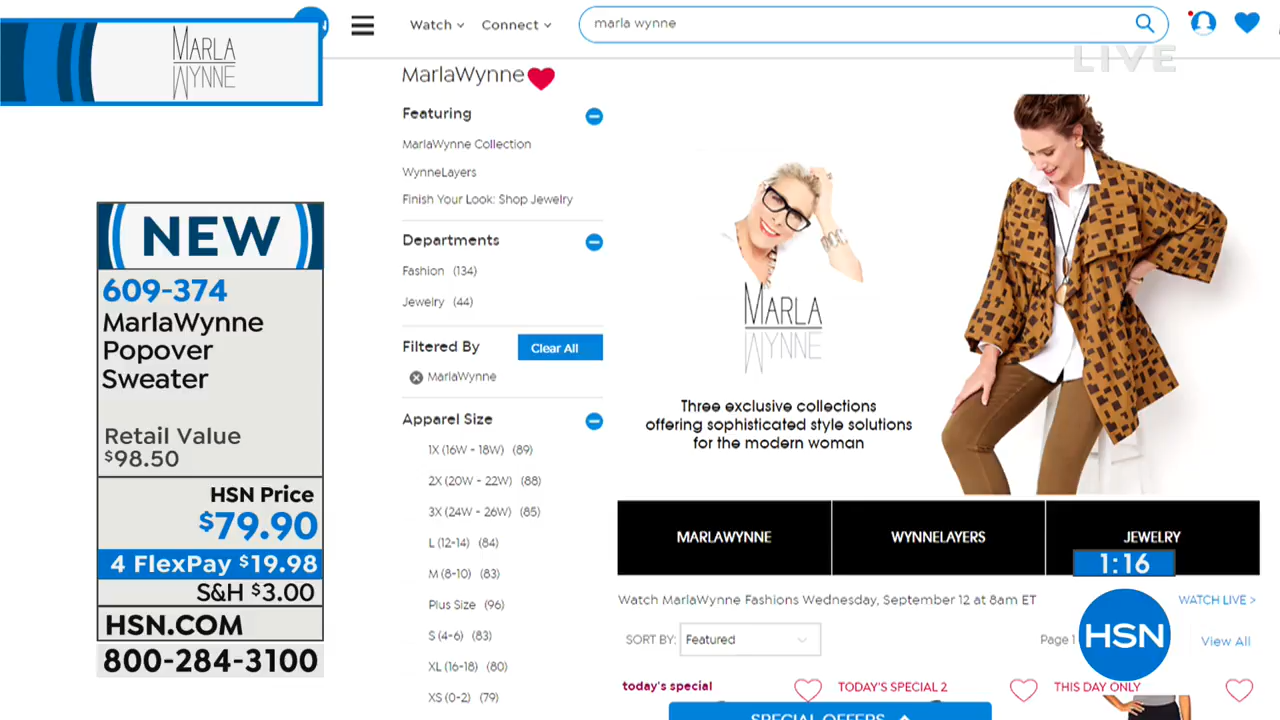 MARLA
WYNNE
NEW
609-374
MarlaWynne
Popover
Sweater
Retail Value
$98.50
HSN Price
$79.90
4 FlexPay $19.98
S&H $3.00
HSN.COM
800-284-3100
Watch
Connect
marla wynne
LIVE
MarlaWynne
Featuring
MarlaWynne Collection
WynneLayers
Finish Your Look: Shop Jewelry
Departments
Fashion (134)
Jewelry (44)
Filtered By
Clear All
MarlaWynne
Apparel Size
1X (16W - 18W) (89)
2X (20W - 22W) (88)
3X (24W - 26W) (85)
L (12-14) (84)
M (8-10) (83)
Plus Size (96)
S (4-6) (83)
XL (16-18) (80)
XS (0-2) (79)
MARLA
WYNNE
Three exclusive collections
offering sophisticated style solutions
for the modern woman
MARLAWYNNE
WYNNELAYERS
JEWELRY
1:16
Watch MarlaWynne Fashions Wednesday, September 12 at 8am ET
WATCH LIVE >
SORT BY:
Featured
Page 1
HSN
View All
today's special
TODAY'S SPECIAL 2
THIS DAY ONLY
SPECIAL OFFERS